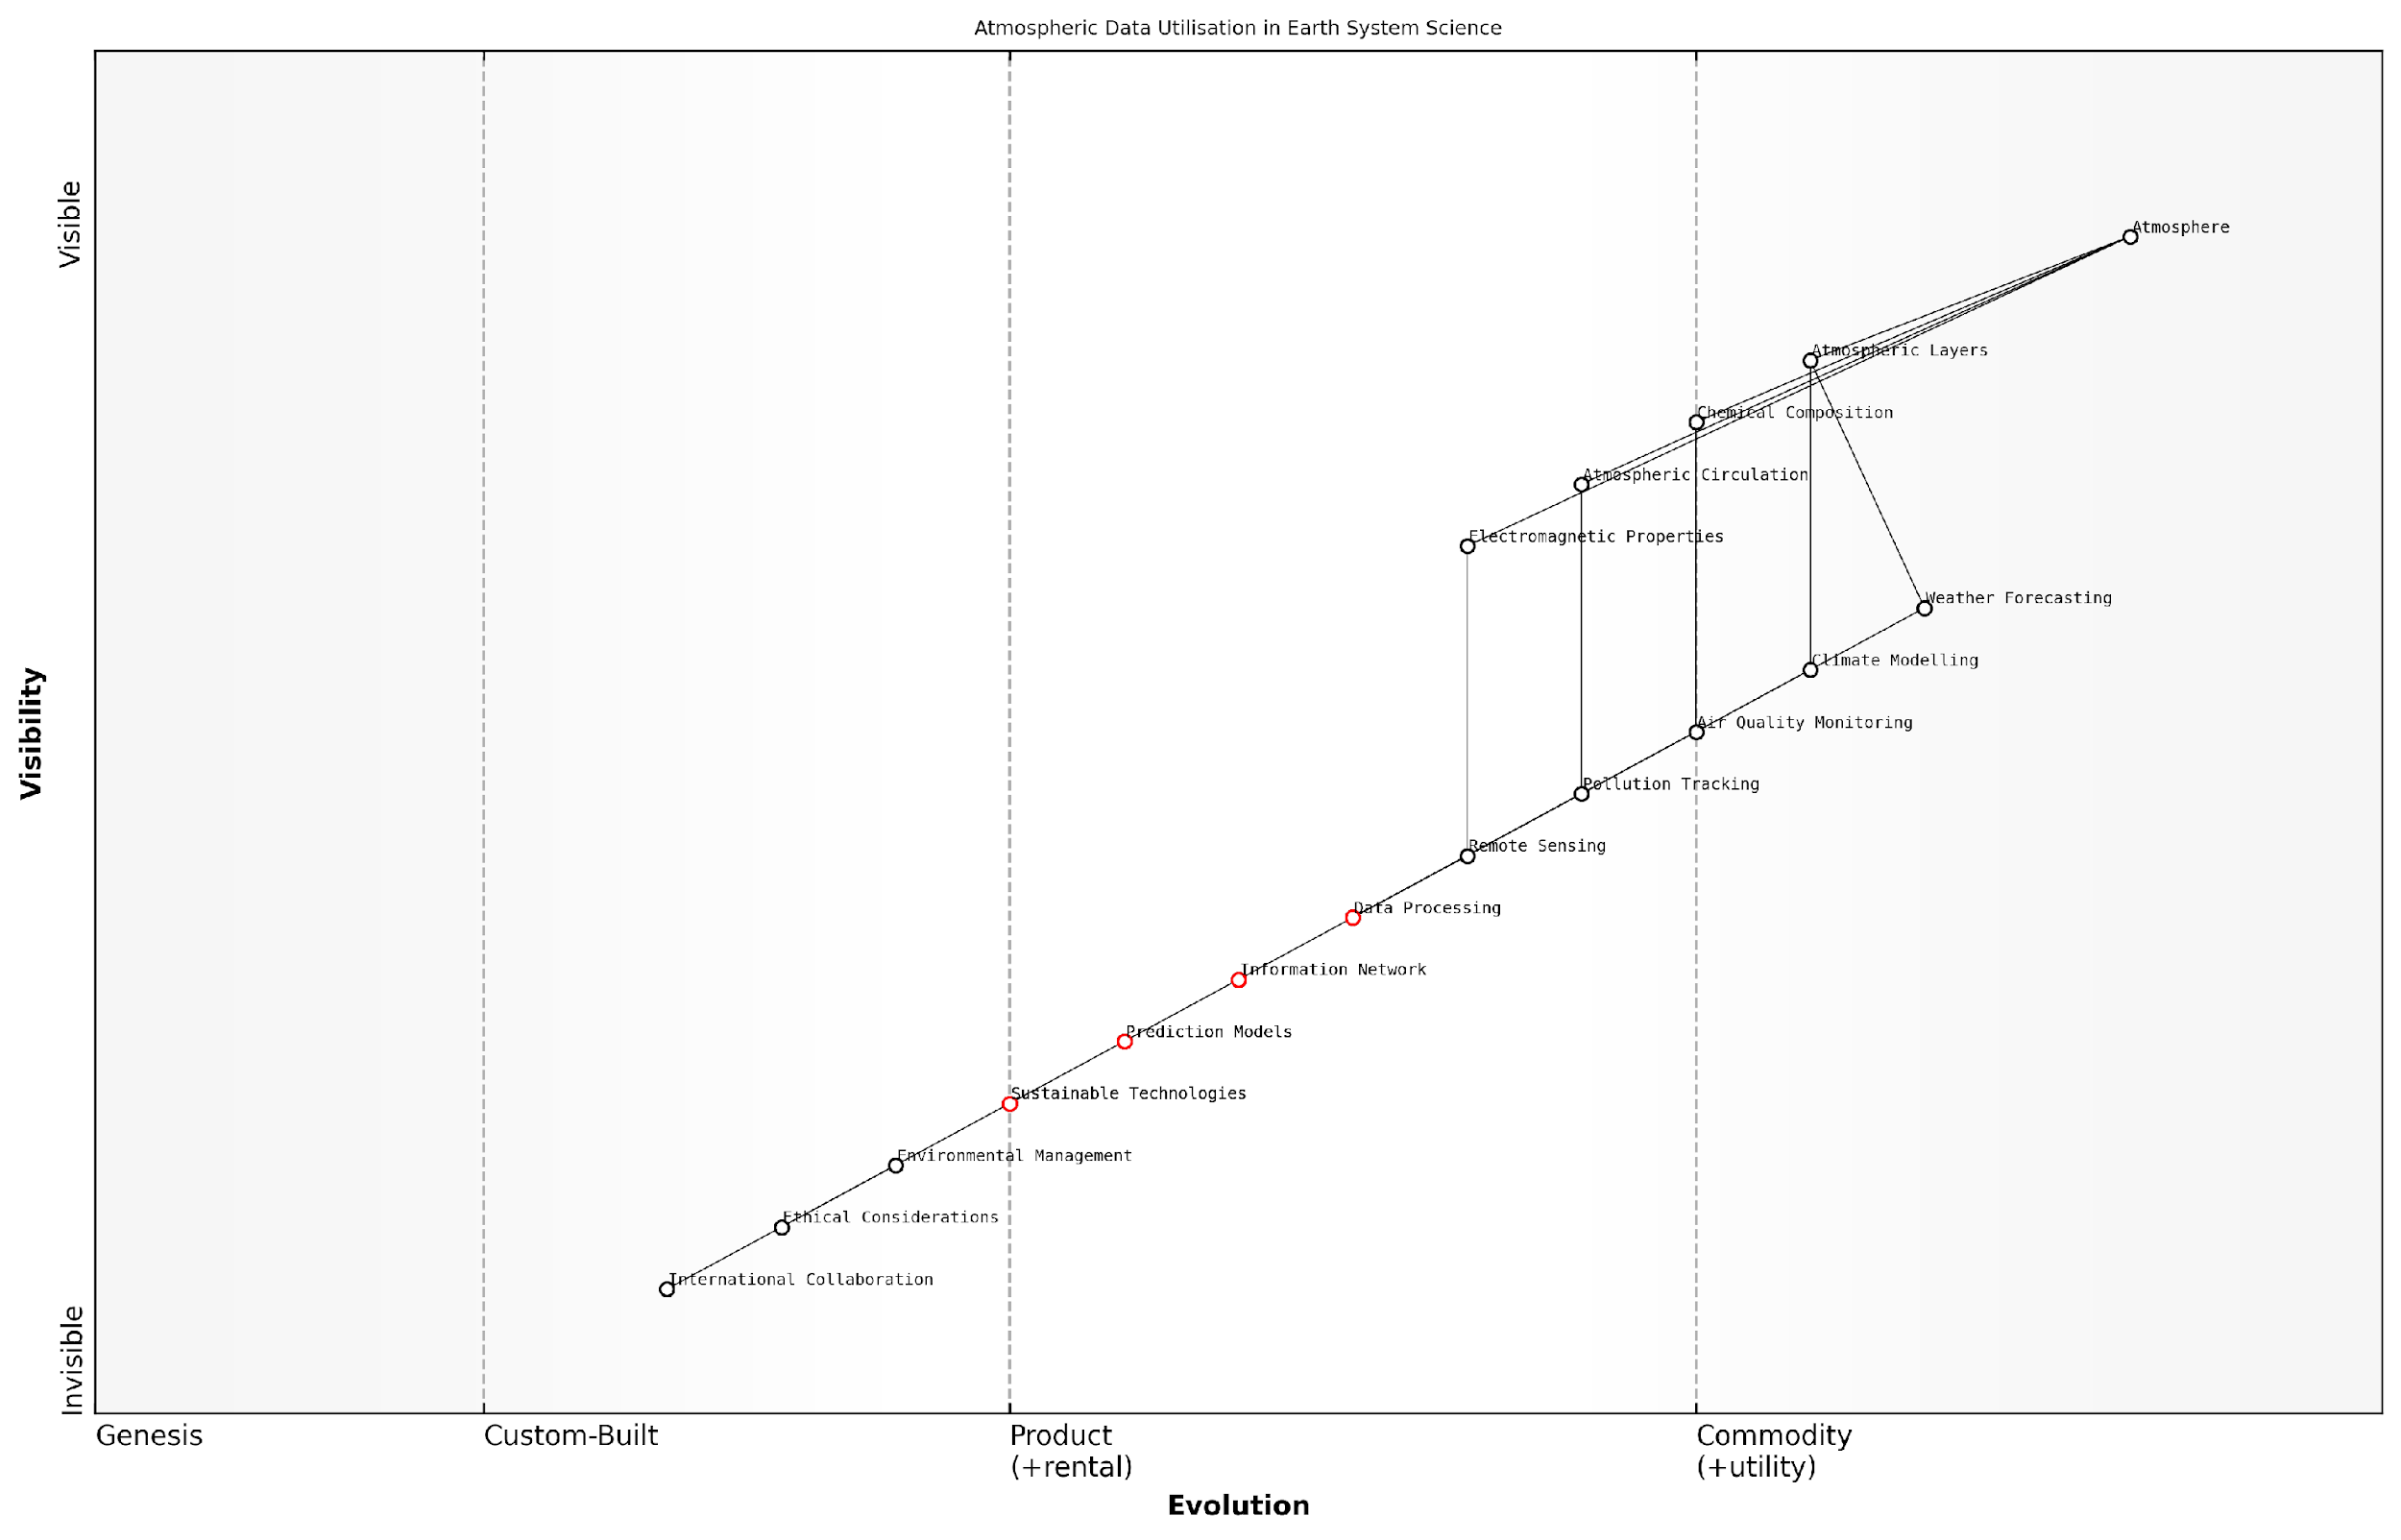 Atmospheric Data Utilisation in Earth System Science
Visible
Visibility
Invisible
Atmosphere
Atmospheric Layers
Chemical Composition
Atmospheric Circulation
Electromagnetic Properties
Weather Forecasting
Climate Modelling
Air Quality Monitoring
Pollution Tracking
Remote Sensing
Data Processing
Information Network
Prediction Models
Sustainable Technologies
Environmental Management
Ethical Considerations
International Collaboration
Genesis
Custom-Built
Product
(+rental)
Commodity
(+utility)
Evolution